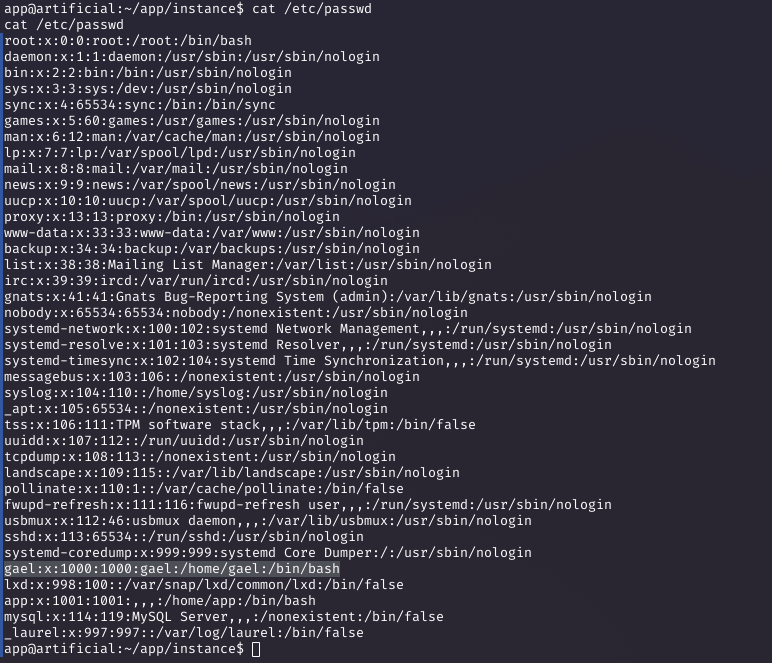 app@artificial:~/app/instance$ cat /etc/passwd
cat /etc/passwd
root:x:0:0:root:/root:/bin/bash
daemon:x:1:1:daemon:/usr/sbin:/usr/sbin/nologin
bin:x:2:2:bin:/bin:/usr/sbin/nologin
sys:x:3:3:sys:/dev:/usr/sbin/nologin
sync:x:4:65534:sync:/bin:/bin/sync
games:x:5:60:games:/usr/games:/usr/sbin/nologin
man:x:6:12:man:/var/cache/man:/usr/sbin/nologin
lp:x:7:7:lp:/var/spool/lpd:/usr/sbin/nologin
mail:x:8:8:mail:/var/mail:/usr/sbin/nologin
news:x:9:9:news:/var/spool/news:/usr/sbin/nologin
uucp:x:10:10:uucp:/var/spool/uucp:/usr/sbin/nologin
proxy:x:13:13:proxy:/bin:/usr/sbin/nologin
www-data:x:33:33:www-data:/var/www:/usr/sbin/nologin
backup:x:34:34:backup:/var/backups:/usr/sbin/nologin
list:x:38:38:Mailing List Manager:/var/list:/usr/sbin/nologin
irc:x:39:39:ircd:/var/run/ircd:/usr/sbin/nologin
gnats:x:41:41:Gnats Bug-Reporting System (admin):/var/lib/gnats:/usr/sbin/nologin
nobody:x:65534:65534:nobody:/nonexistent:/usr/sbin/nologin
systemd-network:x:100:102:systemd Network Management,,,:/run/systemd:/usr/sbin/nologin
systemd-resolve:x:101:103:systemd Resolver,,,:/run/systemd:/usr/sbin/nologin
systemd-timesync:x:102:104:systemd Time Synchronization,,,:/run/systemd:/usr/sbin/nologin
messagebus:x:103:106::/nonexistent:/usr/sbin/nologin
syslog:x:104:110::/home/syslog:/usr/sbin/nologin
_apt:x:105:65534::/nonexistent:/usr/sbin/nologin
tss:x:106:111:TPM software stack,,,:/var/lib/tpm:/bin/false
uuidd:x:107:112::/run/uuidd:/usr/sbin/nologin
tcpdump:x:108:113::/nonexistent:/usr/sbin/nologin
landscape:x:109:115::/var/lib/landscape:/usr/sbin/nologin
pollinate:x:110:1::/var/cache/pollinate:/bin/false
fwupd-refresh:x:111:116:fwupd-refresh user,,,:/run/systemd:/usr/sbin/nologin
usbmux:x:112:46:usbmux daemon,,,:/var/lib/usbmux:/usr/sbin/nologin
sshd:x:113:65534::/run/sshd:/usr/sbin/nologin
systemd-coredump:x:999:999:systemd Core Dumper:/:/usr/sbin/nologin
gael:x:1000:1000:gael:/home/gael:/bin/bash
lxd:x:998:100::/var/snap/lxd/common/lxd:/bin/false
app:x:1001:1001:,,,:/home/app:/bin/bash
mysql:x:114:119:MySQL Server,,,:/nonexistent:/bin/false
_laurel:x:997:997::/var/log/laurel:/bin/false
app@artificial:~/app/instance$